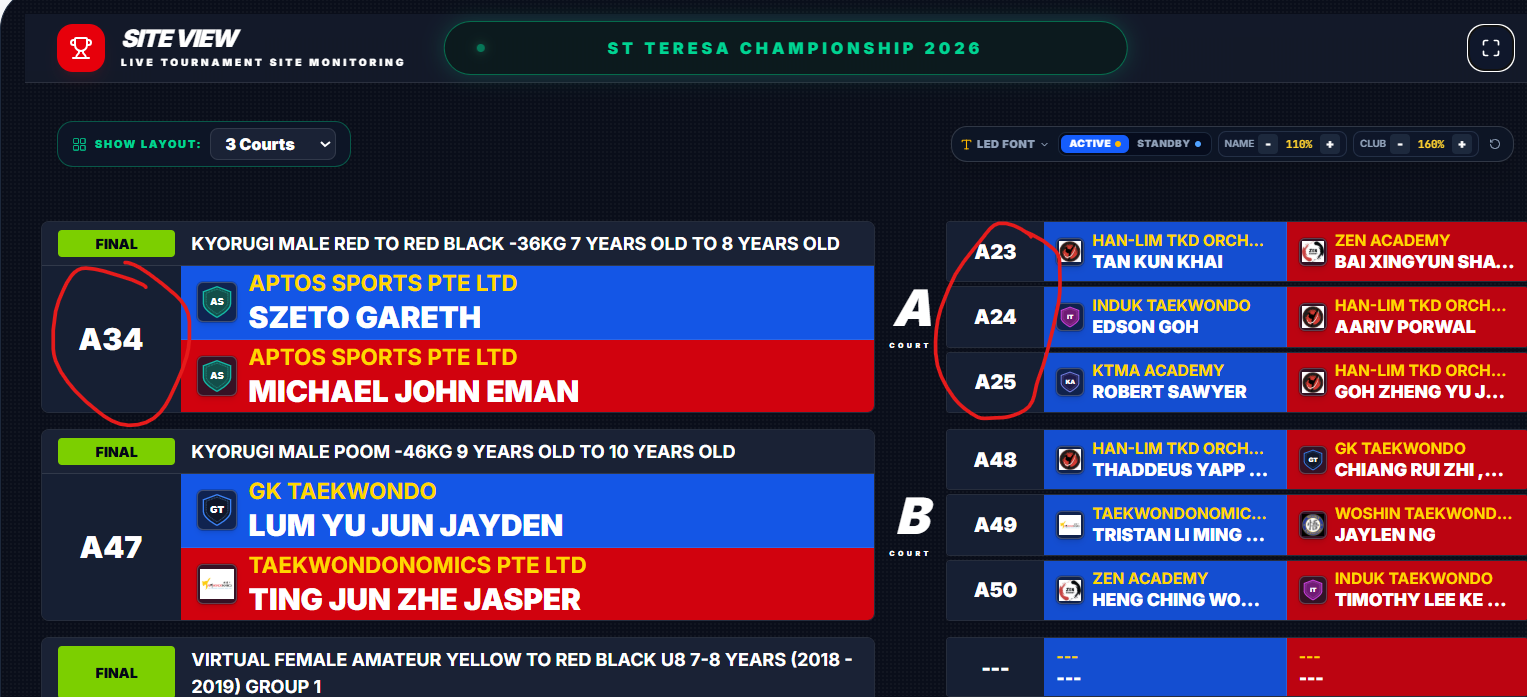 SITE VIEW
LIVE TOURNAMENT SITE MONITORING
ST TERESA CHAMPIONSHIP 2026
SHOW LAYOUT: 3 Courts
LED FONT ACTIVE STANDBY NAME - 110% + CLUB - 160% +
FINAL KYORUGI MALE RED TO RED BLACK -36KG 7 YEARS OLD TO 8 YEARS OLD
A34
AS APTOS SPORTS PTE LTD
SZETO GARETH
AS APTOS SPORTS PTE LTD
MICHAEL JOHN EMAN
A
COURT
A23
HAN-LIM TKD ORCH...
TAN KUN KHAI
ZEN ACADEMY
BAI XINGYUN SHA...
A24
IT INDUK TAEKWONDO
EDSON GOH
HAN-LIM TKD ORCH...
AARIV PORWAL
A25
KA KTMA ACADEMY
ROBERT SAWYER
HAN-LIM TKD ORCH...
GOH ZHENG YU J...
FINAL KYORUGI MALE POOM -46KG 9 YEARS OLD TO 10 YEARS OLD
A47
GT GK TAEKWONDO
LUM YU JUN JAYDEN
TAEKWONDONOMICS PTE LTD
TING JUN ZHE JASPER
B
COURT
A48
HAN-LIM TKD ORCH...
THADDEUS YAPP ...
GT GK TAEKWONDO
CHIANG RUI ZHI ,...
A49
TAEKWONDONOMIC...
TRISTAN LI MING ...
WOSHIN TAEKWOND...
JAYLEN NG
A50
ZEN ACADEMY
HENG CHING WO...
IT INDUK TAEKWONDO
TIMOTHY LEE KE ...
FINAL VIRTUAL FEMALE AMATEUR YELLOW TO RED BLACK U8 7-8 YEARS (2018 -
2019) GROUP 1
---
---
---
---
---